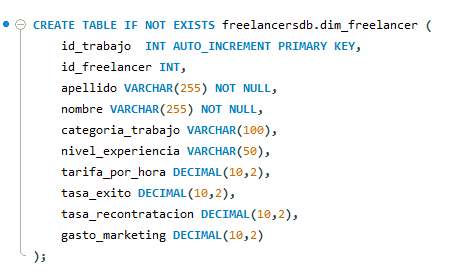 CREATE TABLE IF NOT EXISTS freelancersdb.dim_freelancer (
    id_trabajo  INT AUTO_INCREMENT PRIMARY KEY,
    id_freelancer INT,
    apellido VARCHAR(255) NOT NULL,
    nombre VARCHAR(255) NOT NULL,
    categoria_trabajo VARCHAR(100),
    nivel_experiencia VARCHAR(50),
    tarifa_por_hora DECIMAL(10,2),
    tasa_exito DECIMAL(10,2),
    tasa_recontratacion DECIMAL(10,2),
    gasto_marketing DECIMAL(10,2)
);